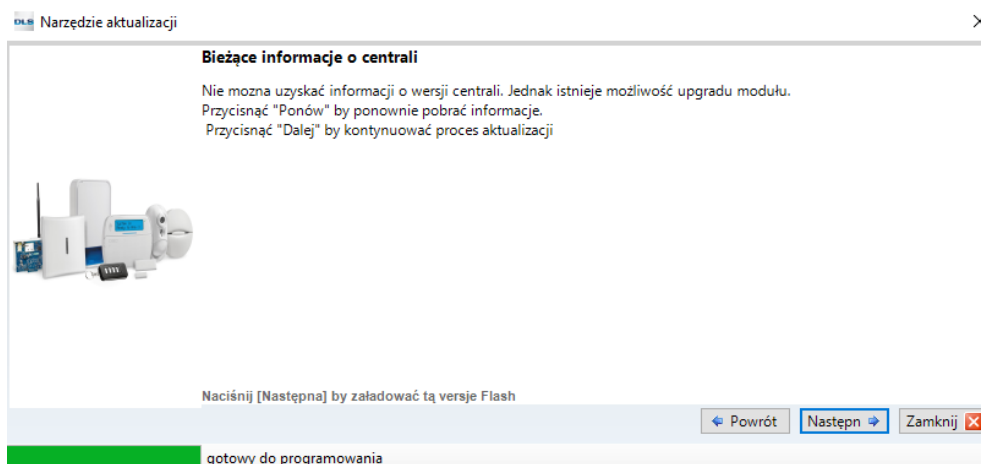 DLS Narzędzie aktualizacji
Bieżące informacje o centrali
Nie mozna uzyskać informacji o wersji centrali. Jednak istnieje możliwość upgradu modułu.
Przycisnąć "Ponów" by ponownie pobrać informacje.
Przycisnąć "Dalej" by kontynuować proces aktualizacji
Naciśnij [Następna] by załadować tą versje Flash
Powrót Następn Zamknij
gotowy do programowania